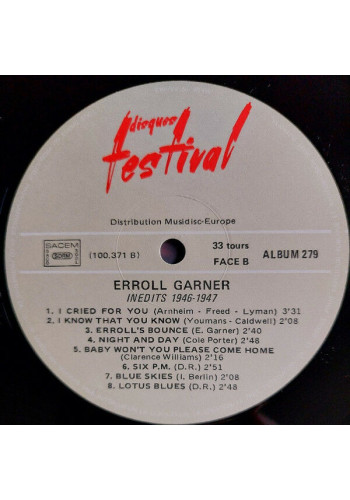 disques
festival
Distribution Musidisc-Europe
SACEM
(100.371 B)
33 tours
FACE B
ALBUM 279
ERROLL GARNER
INEDITS 1946-1947
1. I CRIED FOR YOU (Arnheim - Freed - Lyman) 3'31
2. I KNOW THAT YOU KNOW (Youmans - Caldwell) 2'08
3. ERROLL'S BOUNCE (E. Garner) 2'40
4. NIGHT AND DAY (Cole Porter) 2'48
5. BABY WON'T YOU PLEASE COME HOME
(Clarence Williams) 2'16
6. SIX P.M. (D.R.) 2'51
7. BLUE SKIES (I. Berlin) 2'08
8. LOTUS BLUES (D.R.) 2'48